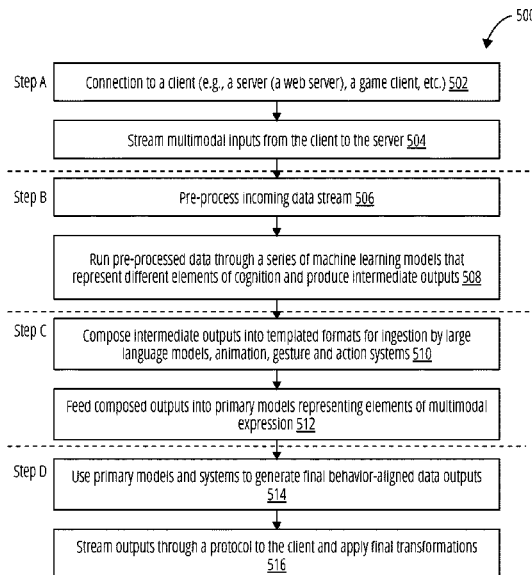 500
Step A
Connection to a client (e.g., a server (a web server), a game client, etc.) 502
Stream multimodal inputs from the client to the server 504
Step B
Pre-process incoming data stream 506
Run pre-processed data through a series of machine learning models that
represent different elements of cognition and produce intermediate outputs 508
Step C
Compose intermediate outputs into templated formats for ingestion by large
language models, animation, gesture and action systems 510
Feed composed outputs into primary models representing elements of multimodal
expression 512
Step D
Use primary models and systems to generate final behavior-aligned data outputs
514
Stream outputs through a protocol to the client and apply final transformations
516